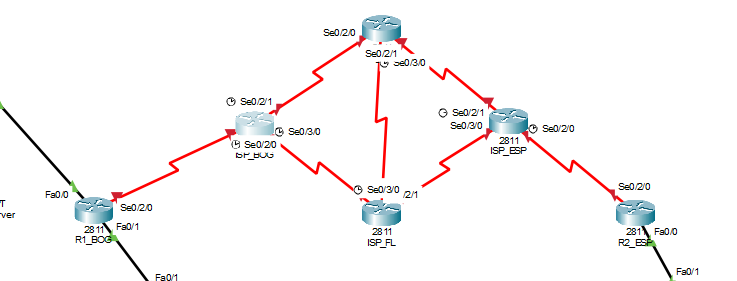 Se0/2/0
Se0/2/1
Se0/3/0
Se0/2/1
Se0/2/1
Se0/3/0
Se0/3/0
Se0/2/0
Se0/2/0
2811
ISP_ESP
ISP_BOG
Fa0/0
Se0/2/0
Se0/3/0
/2/1
Se0/2/0
T
erver
2811
R1_BOG
Fa0/1
2811
ISP_FL
2811
R2_ESP
Fa0/0
Fa0/1
Fa0/1